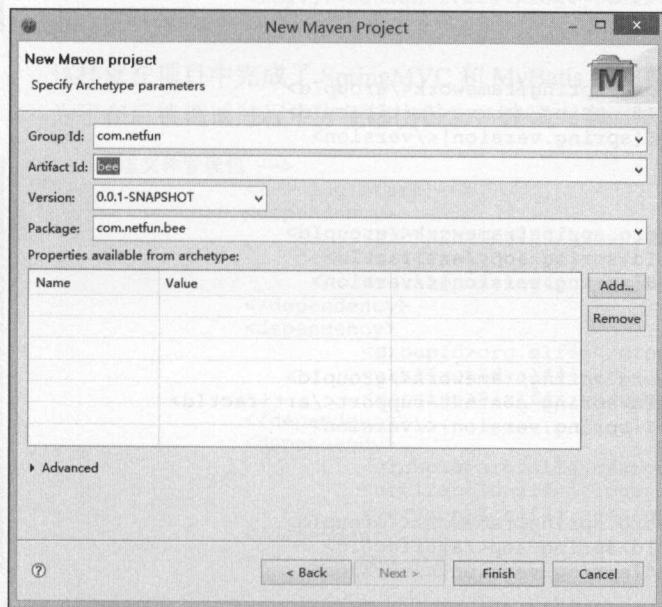 New Maven Project
New Maven project
Specify Archetype parameters
M
Group Id: com.netfun
Artifact Id: bee
Version: 0.0.1-SNAPSHOT
Package: com.netfun.bee
Properties available from archetype:
Name Value
Add...
Remove
Advanced
? < Back Next > Finish Cancel